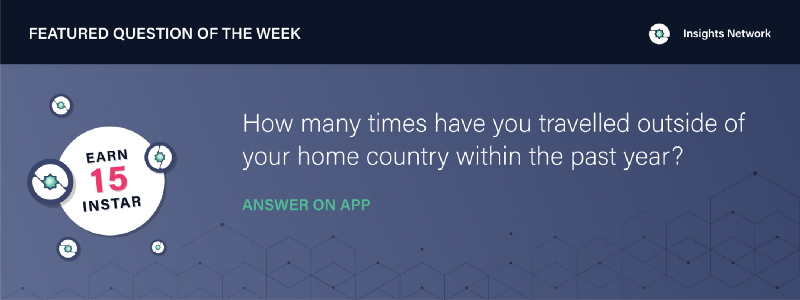 FEATURED QUESTION OF THE WEEK
Insights Network
EARN
15
INSTAR
How many times have you travelled outside of
your home country within the past year?
ANSWER ON APP